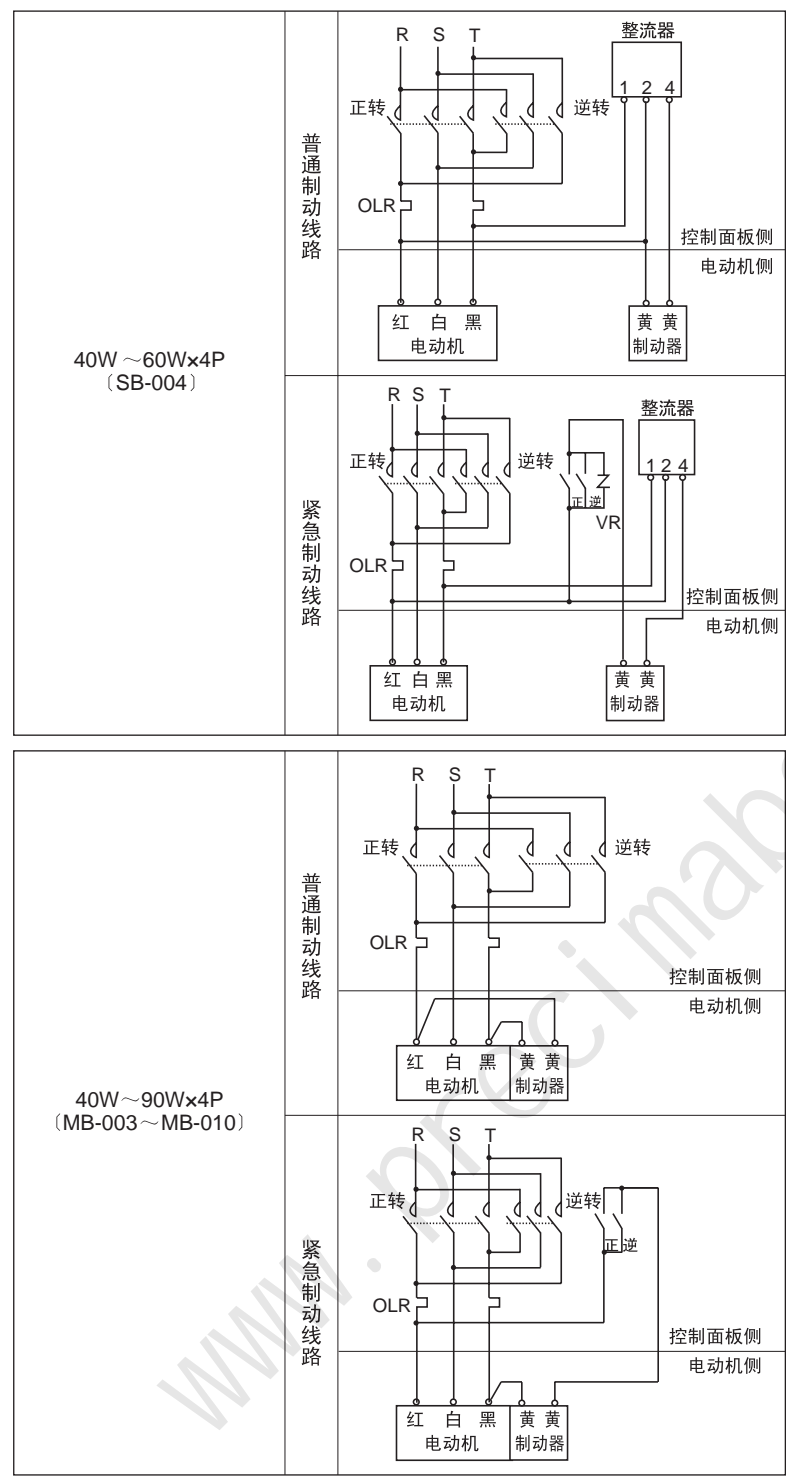 40W～60W×4P
〔SB-004〕
普通制动线路
R S T
整流器
1 2 4
正转
逆转
OLR
控制面板侧
电动机侧
红 白 黑
电动机
黄 黄
制动器
紧急制动线路
R S T
整流器
1 2 4
正转
逆转
正 逆
VR
OLR
控制面板侧
电动机侧
红 白 黑
电动机
黄 黄
制动器
40W～90W×4P
〔MB-003～MB-010〕
普通制动线路
R S T
正转
逆转
OLR
控制面板侧
电动机侧
红 白 黑
电动机
黄 黄
制动器
紧急制动线路
R S T
正转
逆转
正 逆
OLR
控制面板侧
电动机侧
红 白 黑
电动机
黄 黄
制动器